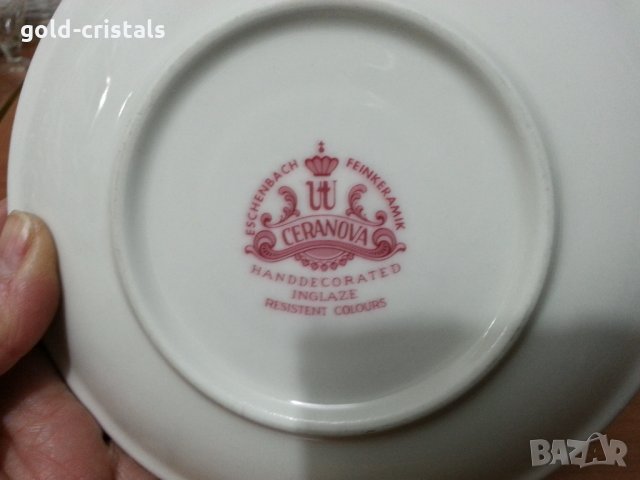 gold-cristals
ESCHENBACH FEINKERAMIK
CERANOVA
HANDDECORATED
INGLAZE
RESISTENT COLOURS
BAZAR